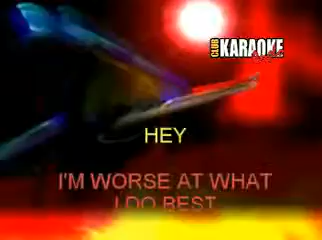 CLUB
KARAOKE
HEY
I'M WORSE AT WHAT
I DO BEST